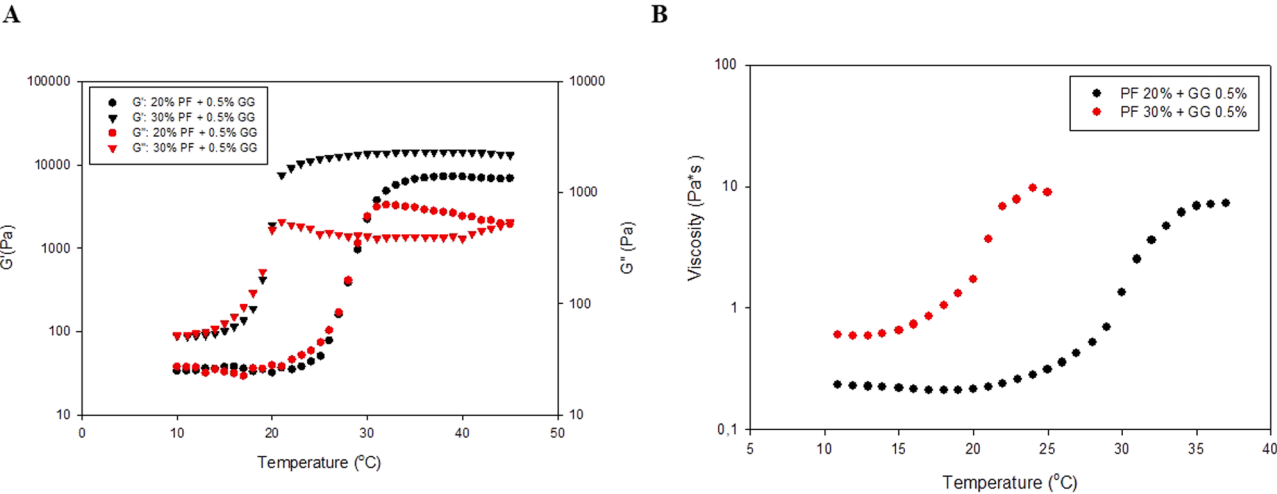 A
100000
10000
1000
100
10
G'(Pa)
G': 20% PF + 0.5% GG
G': 30% PF + 0.5% GG
G'': 20% PF + 0.5% GG
G'': 30% PF + 0.5% GG
10000
1000
100
10
G'' (Pa)
0
10
20
30
40
50
Temperature (°C)
B
100
10
1
0,1
Viscosity (Pa*s )
PF 20% + GG 0.5%
PF 30% + GG 0.5%
5
10
15
20
25
30
35
40
Temperature (°C)